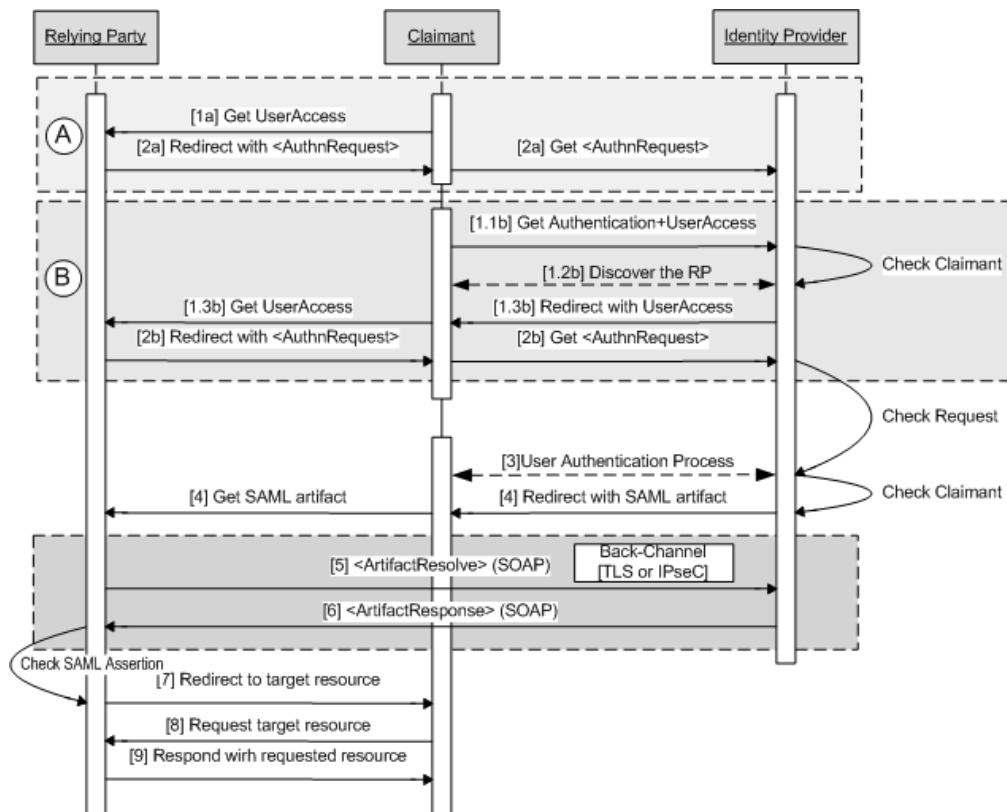 Relying Party
Claimant
Identity Provider
A
[1a] Get UserAccess
[2a] Redirect with <AuthnRequest>
[2a] Get <AuthnRequest>
B
[1.1b] Get Authentication+UserAccess
Check Claimant
[1.2b] Discover the RP
[1.3b] Get UserAccess
[1.3b] Redirect with UserAccess
[2b] Redirect with <AuthnRequest>
[2b] Get <AuthnRequest>
Check Request
[3]User Authentication Process
Check Claimant
[4] Get SAML artifact
[4] Redirect with SAML artifact
Back-Channel
[TLS or IPseC]
[5] <ArtifactResolve> (SOAP)
[6] <ArtifactResponse> (SOAP)
Check SAML Assertion
[7] Redirect to target resource
[8] Request target resource
[9] Respond wirh requested resource